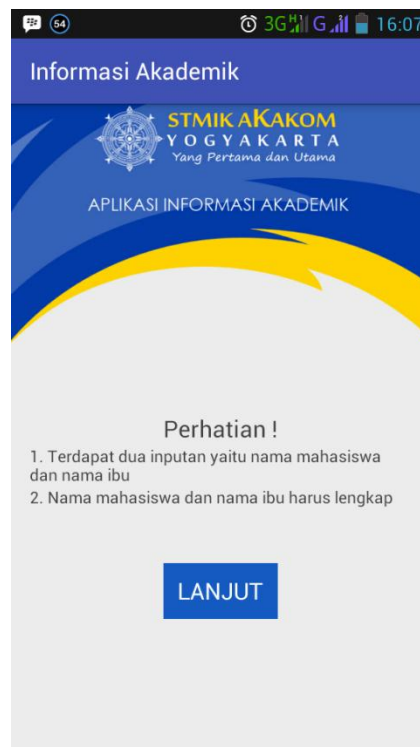 54 3G H G 16:07
Informasi Akademik
STMIK AKAKOM
YOGYAKARTA
Yang Pertama dan Utama
APLIKASI INFORMASI AKADEMIK
Perhatian !
1. Terdapat dua inputan yaitu nama mahasiswa
dan nama ibu
2. Nama mahasiswa dan nama ibu harus lengkap
LANJUT